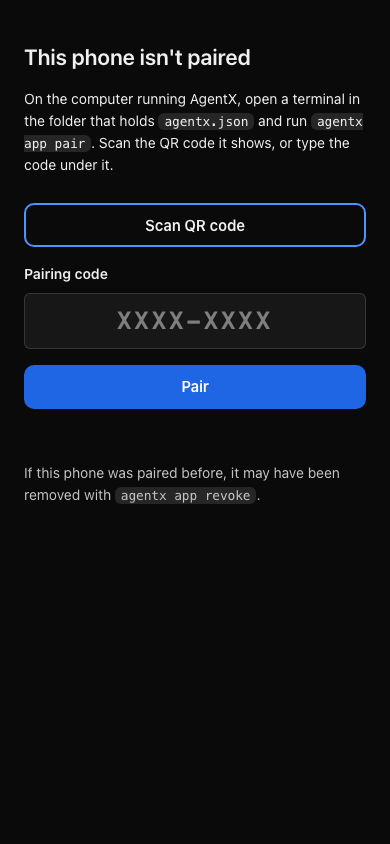 This phone isn't paired
On the computer running AgentX, open a terminal in
the folder that holds agentx.json and run agentx
app pair. Scan the QR code it shows, or type the
code under it.
Scan QR code
Pairing code
XXXX–XXXX
Pair
If this phone was paired before, it may have been
removed with agentx app revoke.